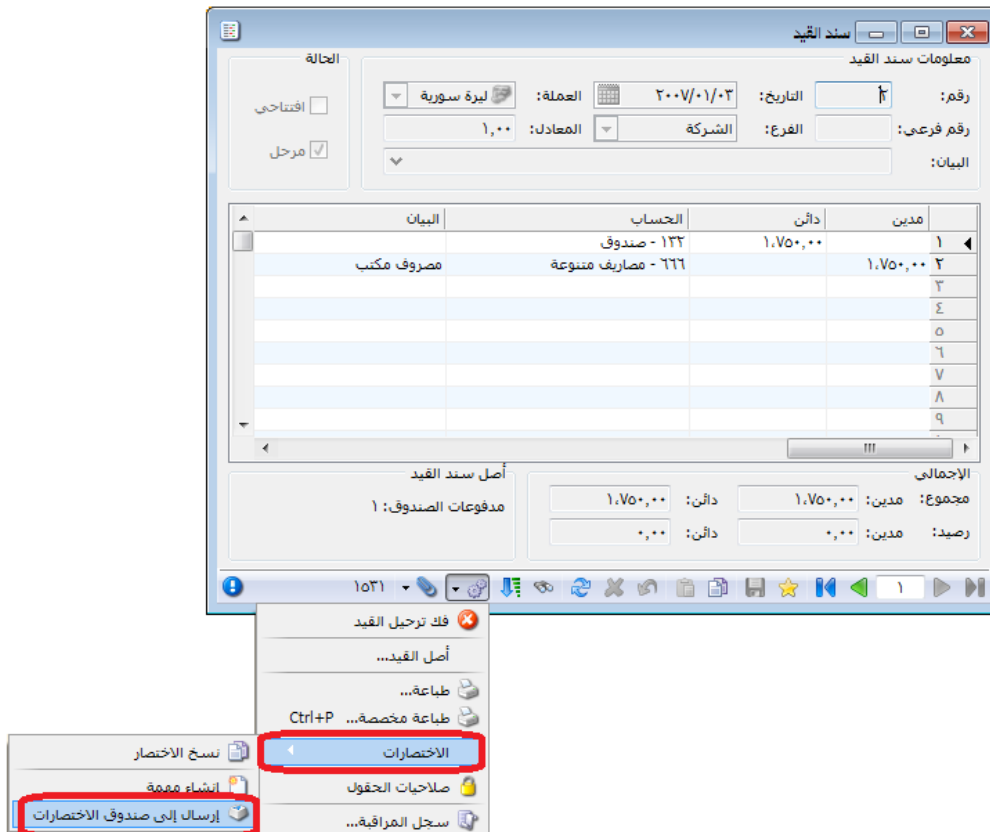 سند القيد
معلومات سند القيد
الحالة
رقم: ٢ التاريخ: ٢٠٠٧/٠١/٠٣ العملة: ليرة سورية
افتتاحي
رقم فرعي: الفرع: الشركة المعادل: ١,٠٠
مرحل
البيان:
مدين دائن الحساب البيان
١ ١،٧٥٠,٠٠ ١٣٢ - صندوق
٢ ١،٧٥٠,٠٠ ٦٦٦ - مصاريف متنوعة مصروف مكتب
٣
٤
٥
٦
٧
٨
٩
الإجمالي
أصل سند القيد
مجموع: مدين: ١،٧٥٠,٠٠ دائن: ١،٧٥٠,٠٠
مدفوعات الصندوق: ١
رصيد: مدين: ٠,٠٠ دائن: ٠,٠٠
١ ١٥٣١
فك ترحيل القيد
أصل القيد...
طباعة...
طباعة مخصصة... Ctrl+P
الاختصارات
صلاحيات الحقول
سجل المراقبة...
نسخ الاختصار
إنشاء مهمة
إرسال إلى صندوق الاختصارات